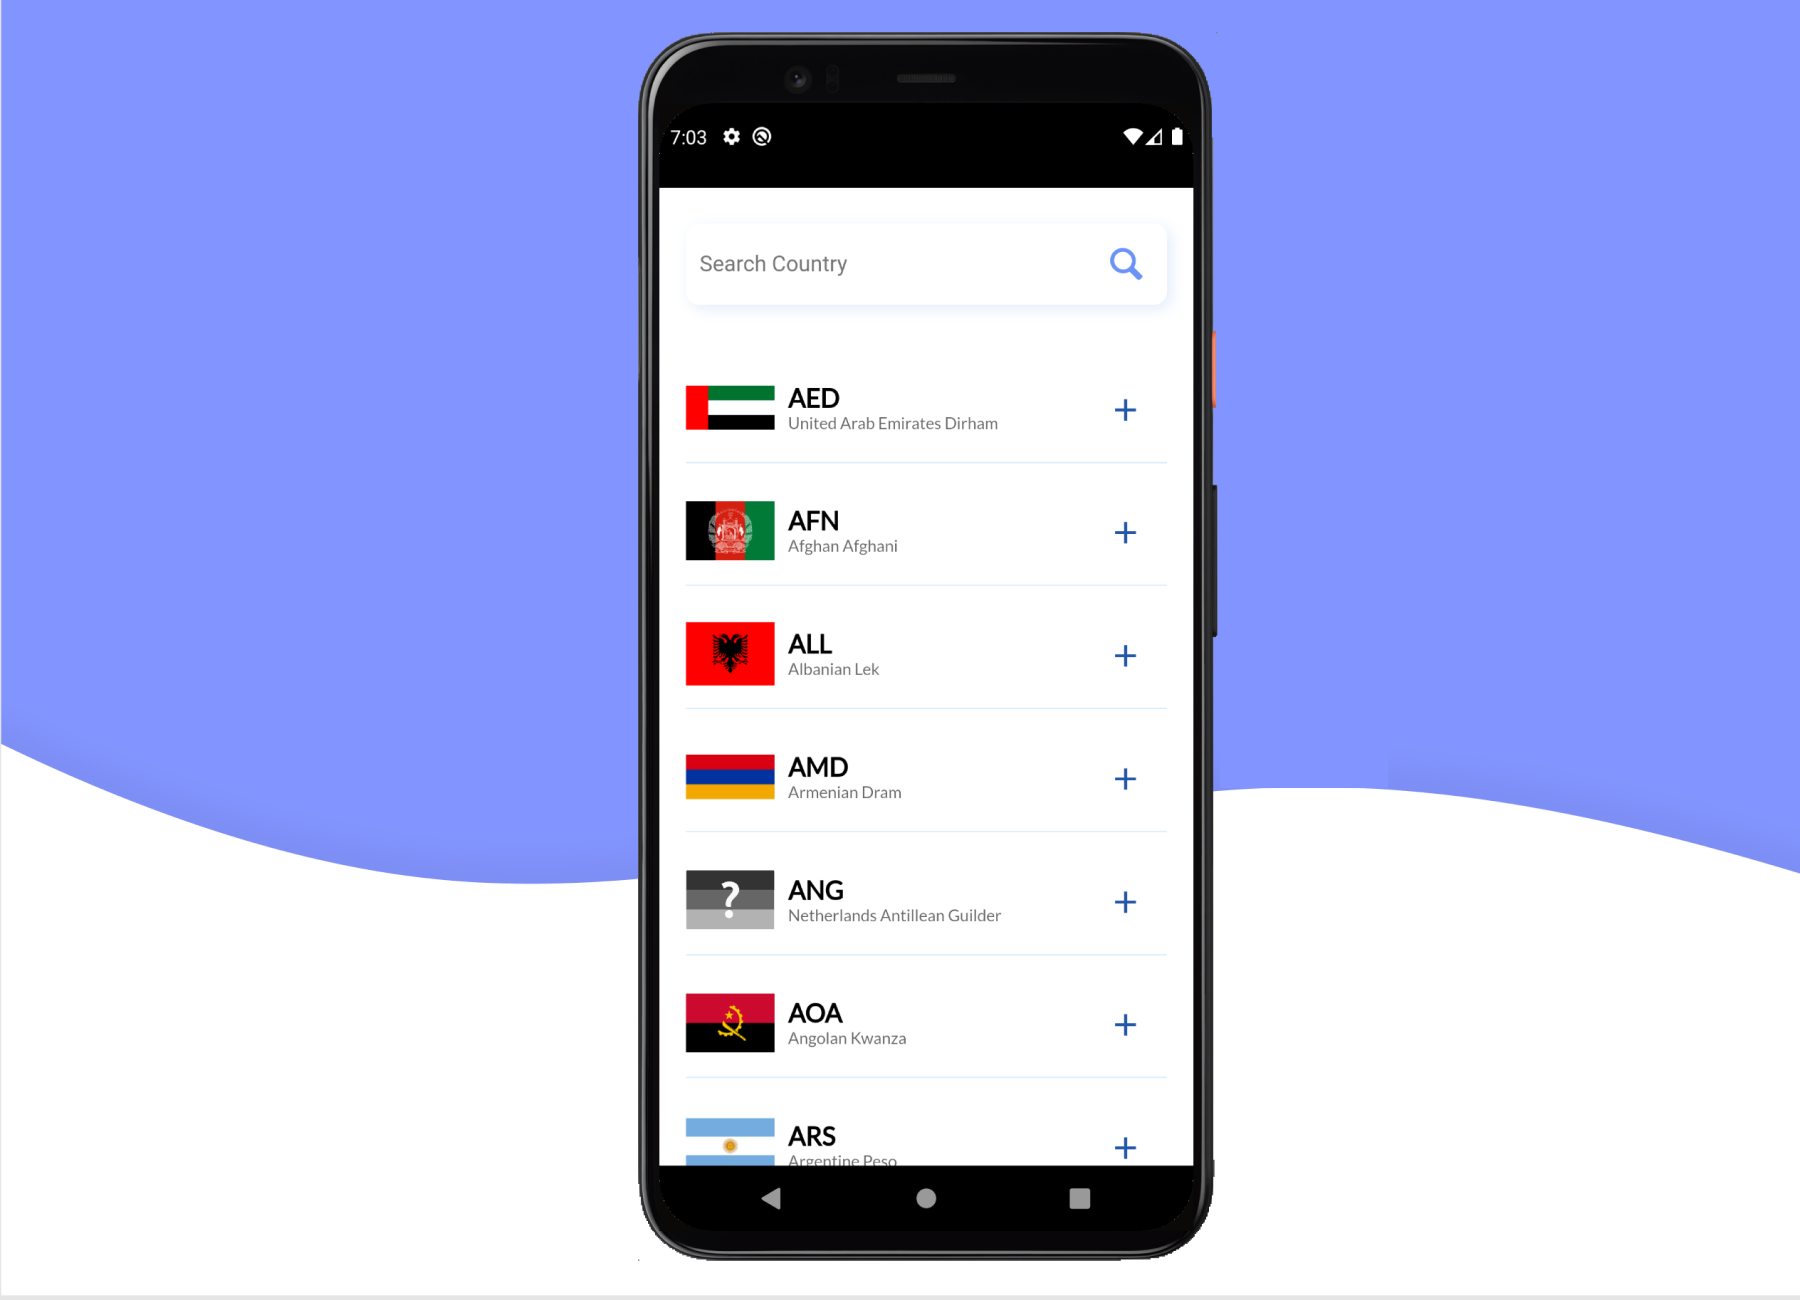 7:03
Search Country
AED
United Arab Emirates Dirham
AFN
Afghan Afghani
ALL
Albanian Lek
AMD
Armenian Dram
?
ANG
Netherlands Antillean Guilder
AOA
Angolan Kwanza
ARS
Argentine Peso